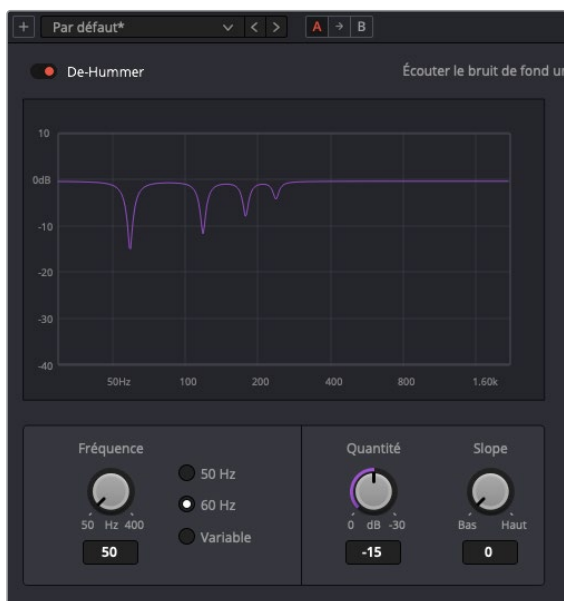 + Par défaut* < > A → B
De-Hummer
Écouter le bruit de fond
10
0dB
-10
-20
-30
-40
50Hz 100 200 400 800 1.60k
Fréquence
50 Hz
60 Hz
Variable
50 Hz 400
50
Quantité
0 dB -30
-15
Slope
Bas Haut
0